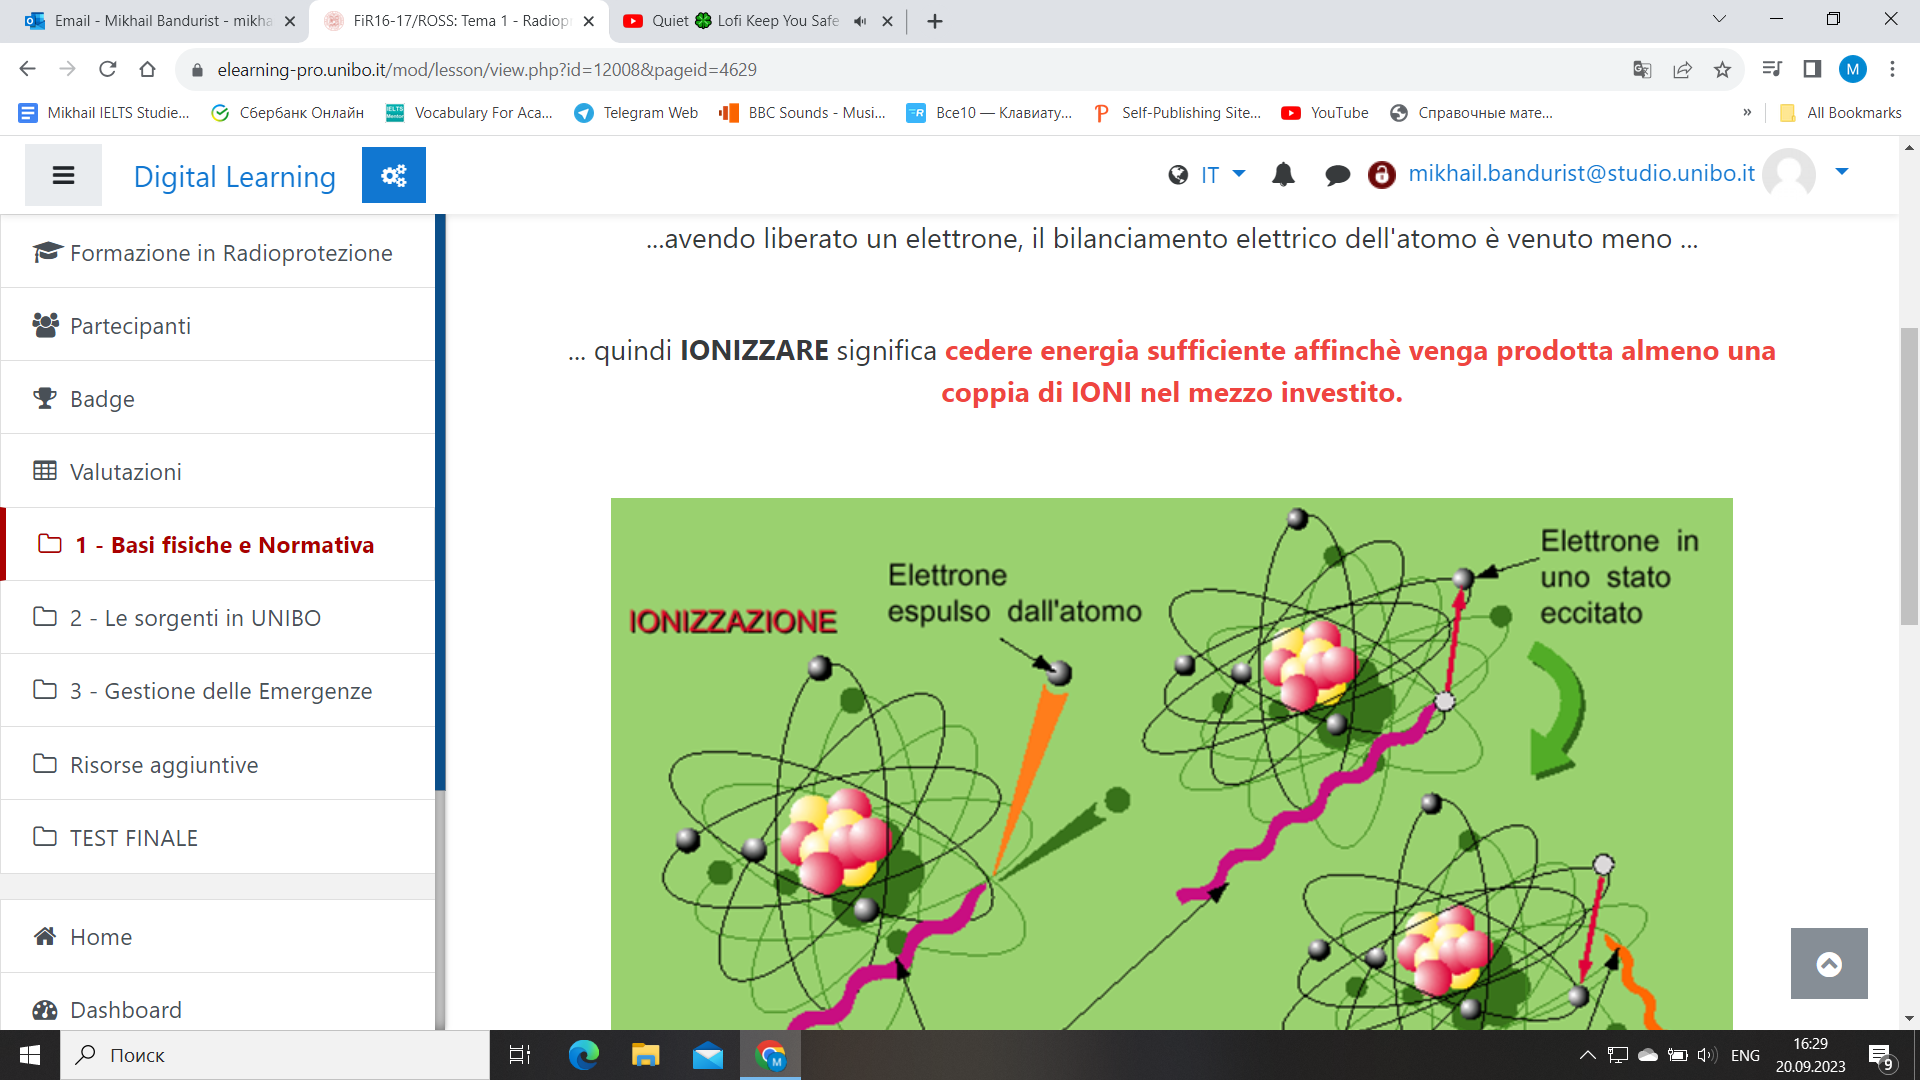 Email - Mikhail Bandurist - mikha
FiR16-17/ROSS: Tema 1 - Radiop
Quiet 🍀 Lofi Keep You Safe
elearning-pro.unibo.it/mod/lesson/view.php?id=12008&pageid=4629
M
Mikhail IELTS Studie...
Сбербанк Онлайн
Vocabulary For Aca...
Telegram Web
BBC Sounds - Musi...
Все10 — Клавиату...
Self-Publishing Site...
YouTube
Справочные мате...
»
All Bookmarks
Digital Learning
IT
mikhail.bandurist@studio.unibo.it
Formazione in Radioprotezione
Partecipanti
Badge
Valutazioni
1 - Basi fisiche e Normativa
2 - Le sorgenti in UNIBO
3 - Gestione delle Emergenze
Risorse aggiuntive
TEST FINALE
Home
Dashboard
...avendo liberato un elettrone, il bilanciamento elettrico dell'atomo è venuto meno ...
... quindi IONIZZARE significa cedere energia sufficiente affinchè venga prodotta almeno una
coppia di IONI nel mezzo investito.
IONIZZAZIONE
Elettrone
espulso dall'atomo
Elettrone in
uno stato
eccitato
Поиск
M
ENG
16:29
20.09.2023
9